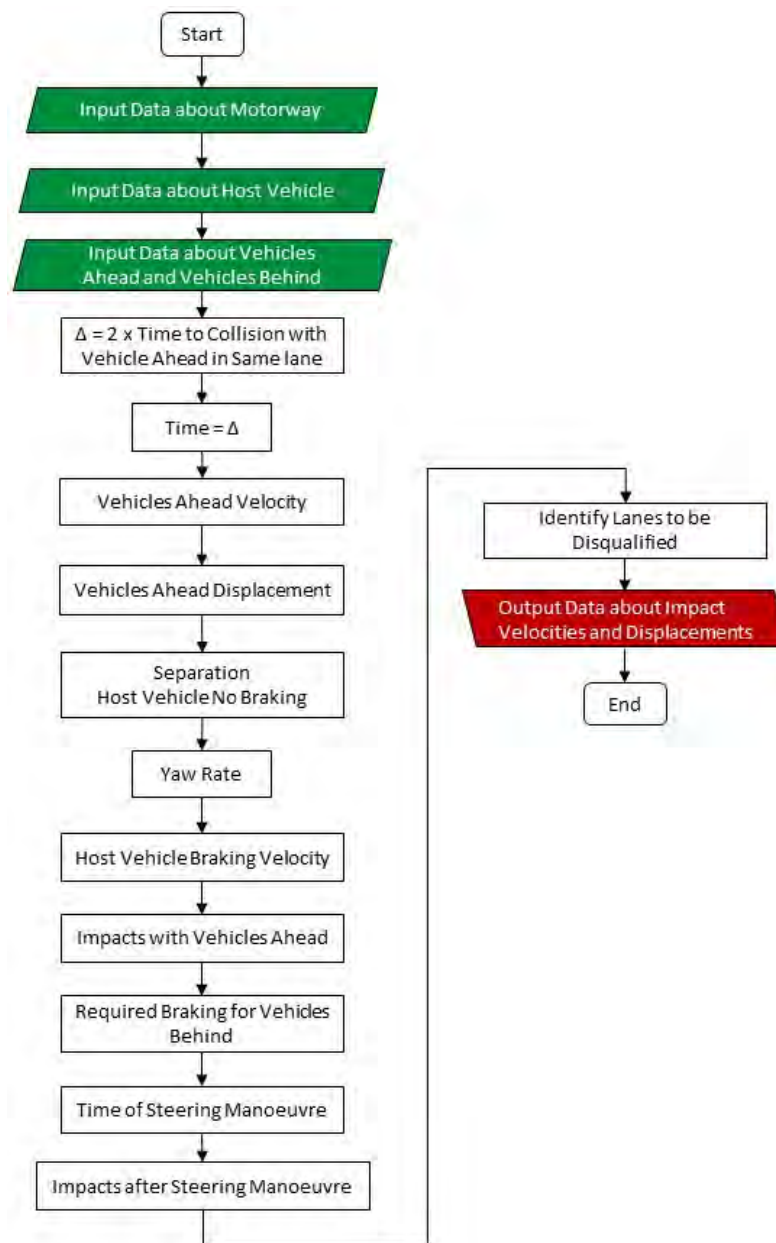 Start
Input Data about Motorway
Input Data about Host Vehicle
Input Data about Vehicles
Ahead and Vehicles Behind
Δ = 2 x Time to Collision with
Vehicle Ahead in Same lane
Time = Δ
Vehicles Ahead Velocity
Vehicles Ahead Displacement
Separation
Host Vehicle No Braking
Yaw Rate
Host Vehicle Braking Velocity
Impacts with Vehicles Ahead
Required Braking for Vehicles
Behind
Time of Steering Manoeuvre
Impacts after Steering Manoeuvre
Identify Lanes to be
Disqualified
Output Data about Impact
Velocities and Displacements
End